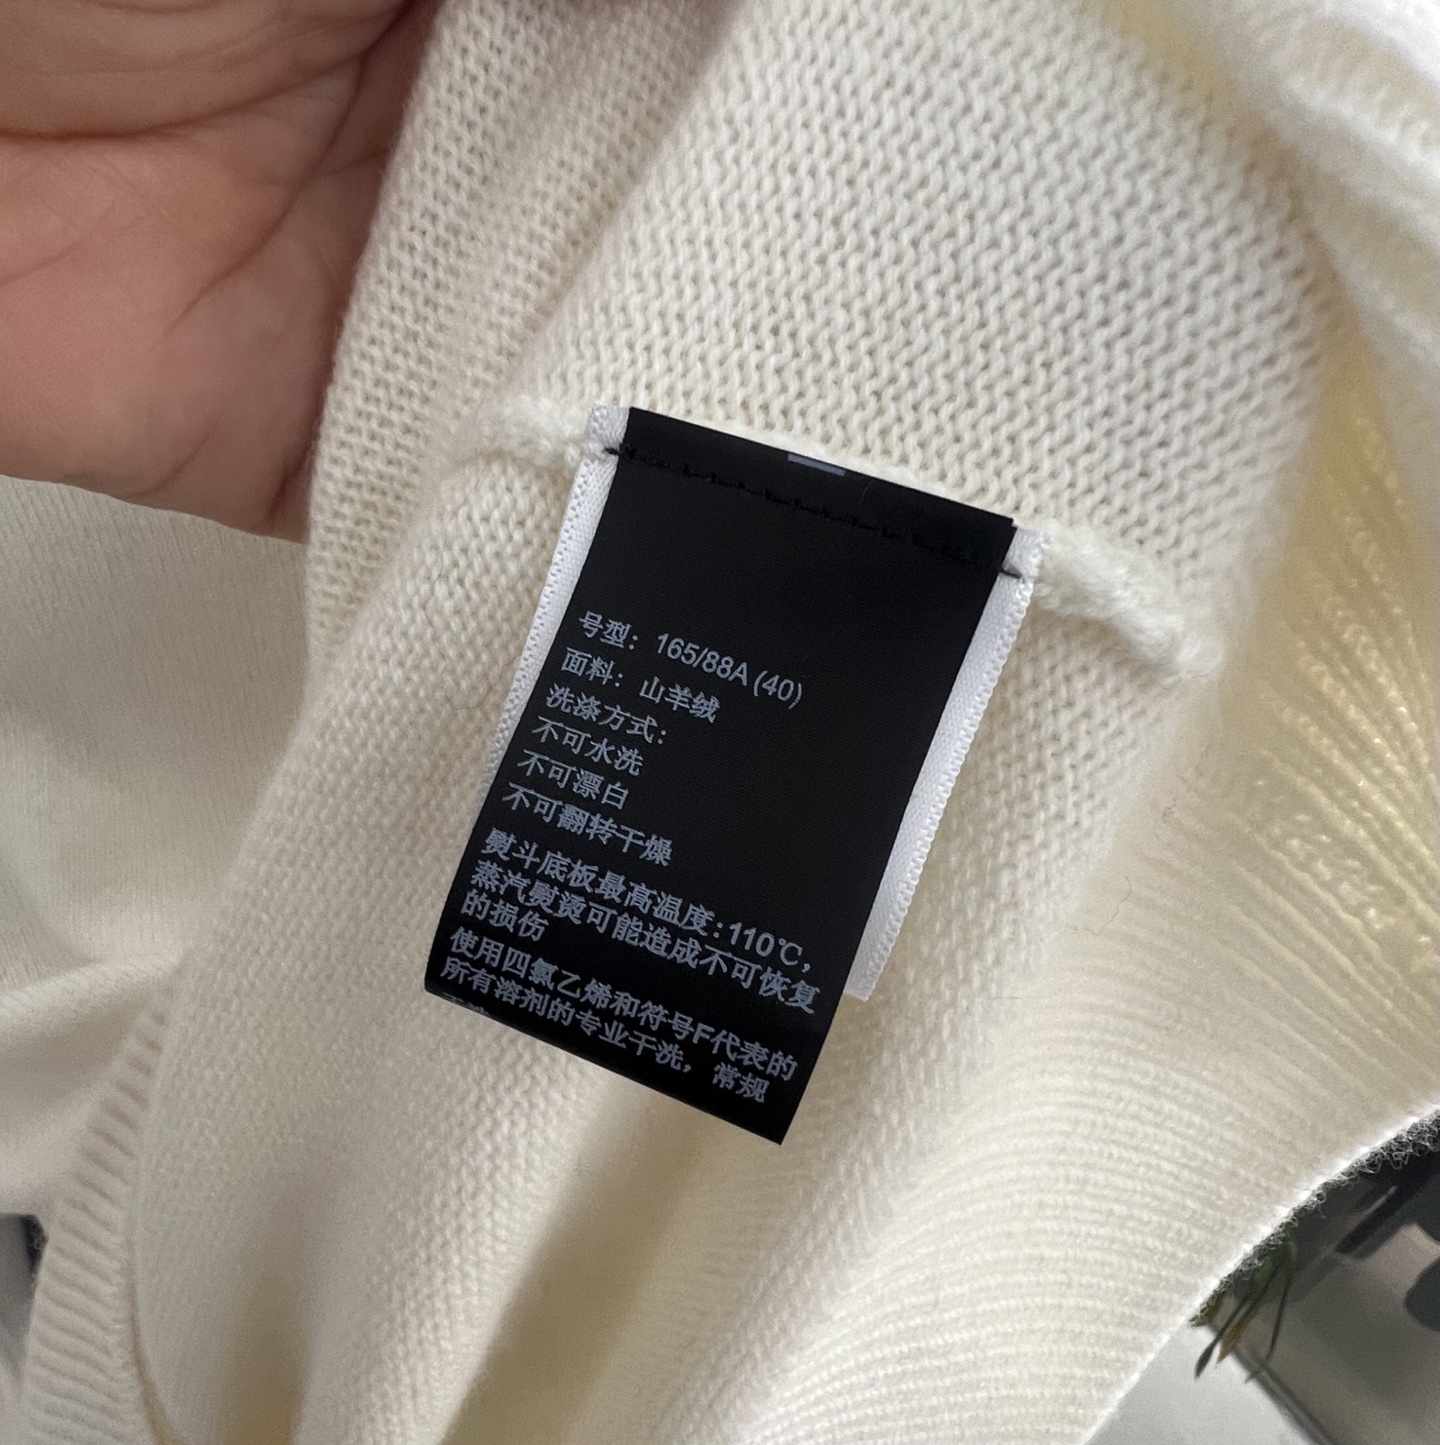 号型：165/88A (40)
面料：山羊绒
洗涤方式：
不可水洗
不可漂白
不可翻转干燥
熨斗底板最高温度：110℃，
蒸汽熨烫可能造成不可恢复
的损伤
使用四氯乙烯和符号F代表的
所有溶剂的专业干洗，常规